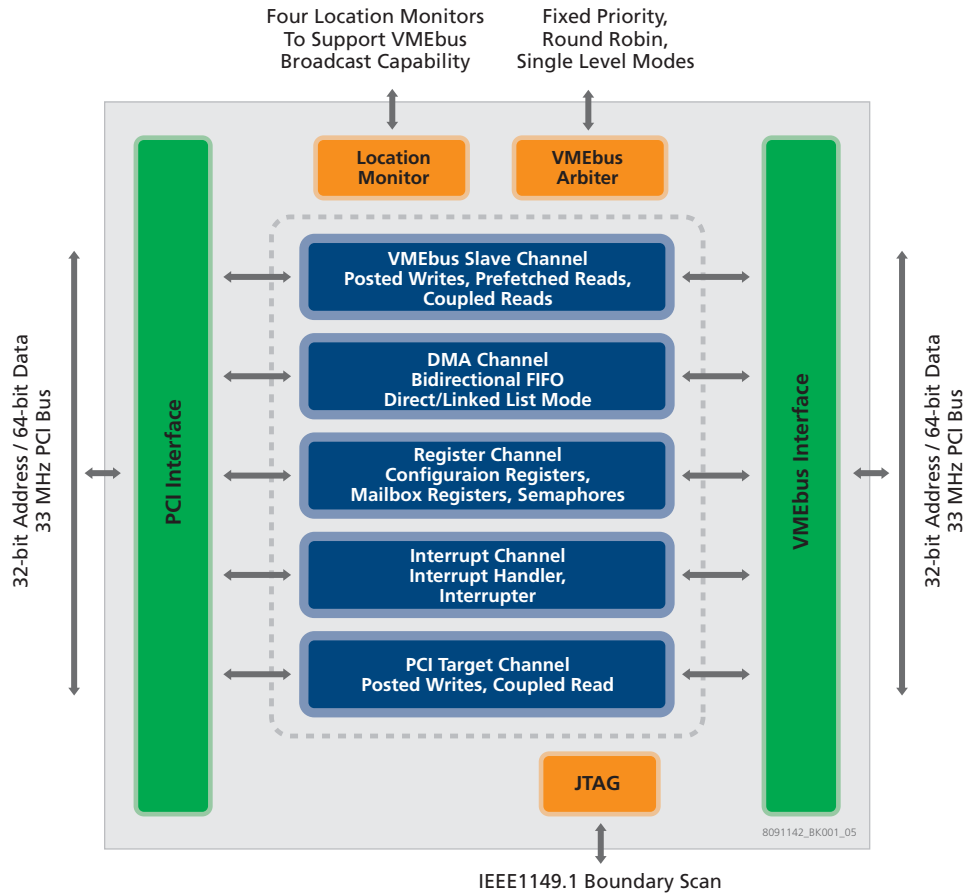 Four Location Monitors
To Support VMEbus
Broadcast Capability
Fixed Priority,
Round Robin,
Single Level Modes
Location
Monitor
VMEbus
Arbiter
32-bit Address / 64-bit Data
33 MHz PCI Bus
PCI Interface
VMEbus Slave Channel
Posted Writes, Prefetched Reads,
Coupled Reads
DMA Channel
Bidirectional FIFO
Direct/Linked List Mode
Register Channel
Configuraion Registers,
Mailbox Registers, Semaphores
Interrupt Channel
Interrupt Handler,
Interrupter
PCI Target Channel
Posted Writes, Coupled Read
VMEbus Interface
32-bit Address / 64-bit Data
33 MHz PCI Bus
JTAG
8091142_BK001_05
IEEE1149.1 Boundary Scan